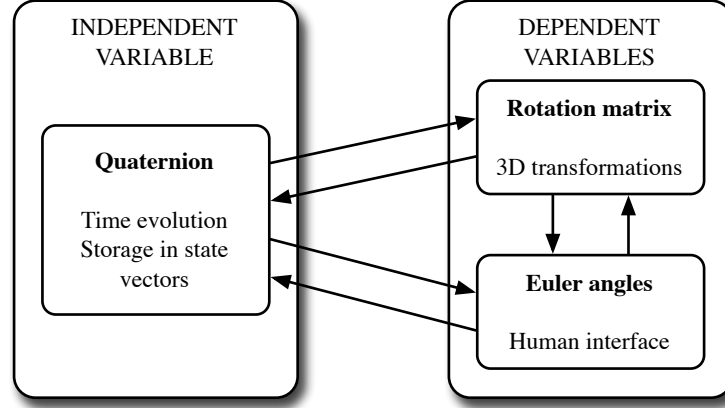 INDEPENDENT
VARIABLE
Quaternion
Time evolution
Storage in state
vectors
DEPENDENT
VARIABLES
Rotation matrix
3D transformations
Euler angles
Human interface